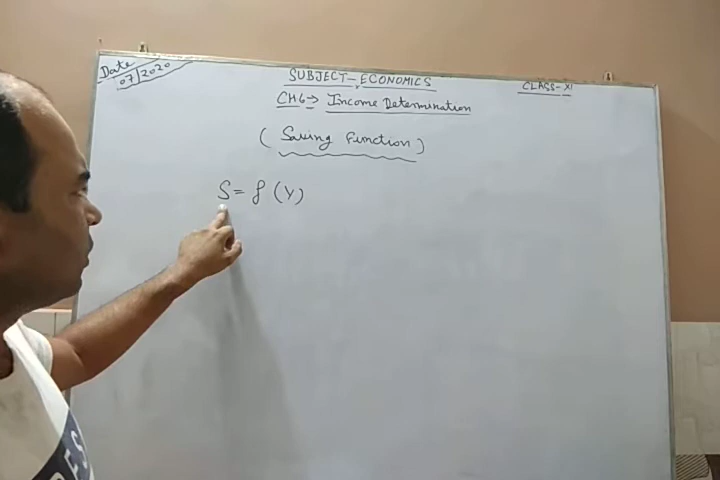 Date
07/2020
SUBJECT-ECONOMICS
CLASS-XI
CH6→ Income Determination
(Saving Function)
S = f (Y)